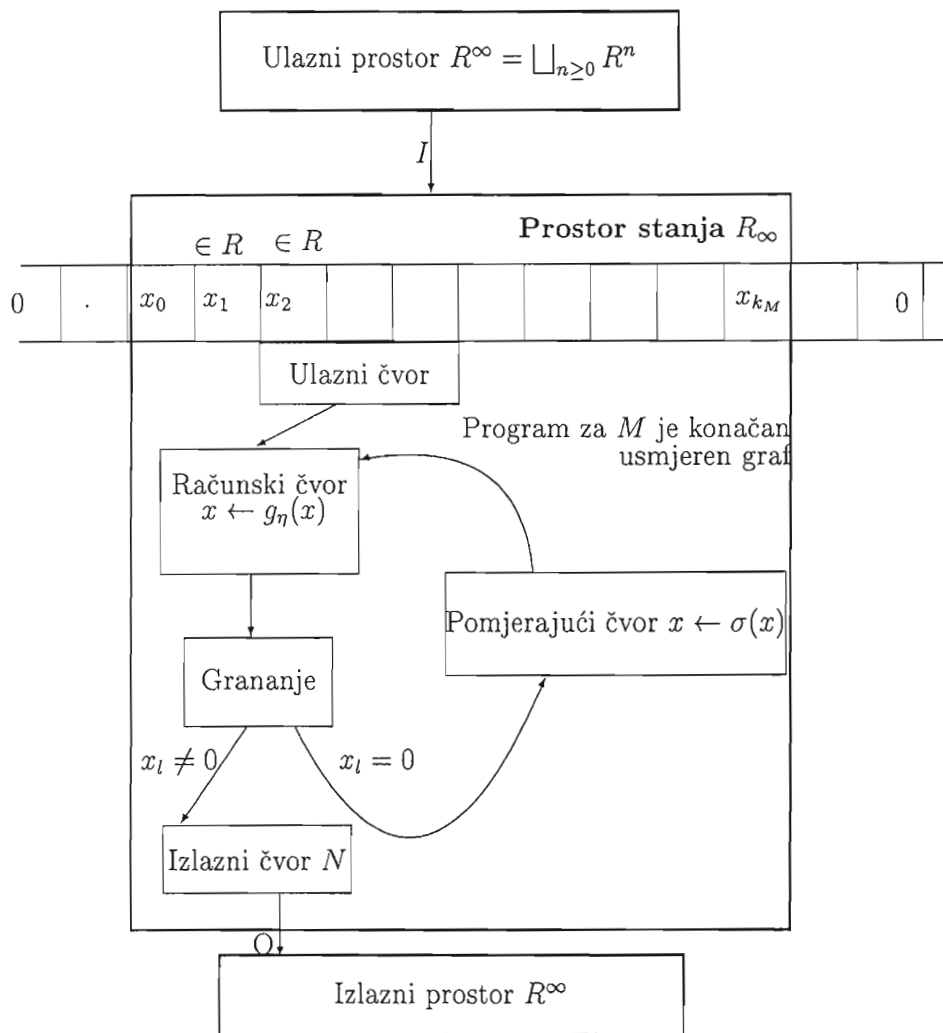 Ulazni prostor $R^\infty = \bigsqcup_{n \geq 0} R^n$
$I$
Prostor stanja $R_\infty$
$\in R$ $\in R$
0 . $x_0$ $x_1$ $x_2$ $x_{k_M}$ 0
Ulazni čvor
Program za $M$ je konačan
usmjeren graf
Računski čvor
$x \leftarrow g_\eta(x)$
Pomjerajući čvor $x \leftarrow \sigma(x)$
Grananje
$x_l \neq 0$ $x_l = 0$
Izlazni čvor $N$
O
Izlazni prostor $R^\infty$